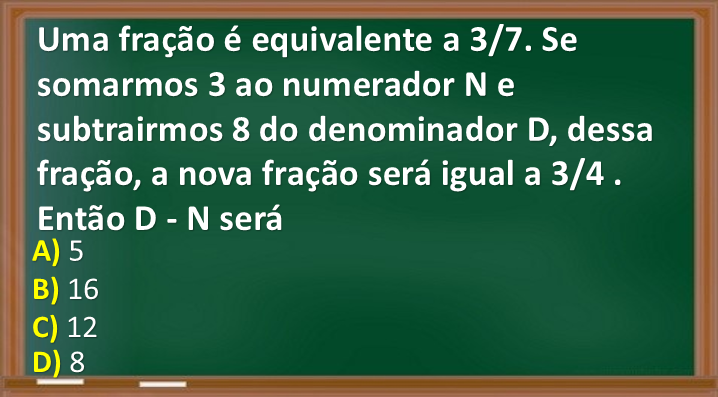 Uma fração é equivalente a 3/7. Se
somarmos 3 ao numerador N e
subtrairmos 8 do denominador D, dessa
fração, a nova fração será igual a 3/4 .
Então D - N será
A) 5
B) 16
C) 12
D) 8